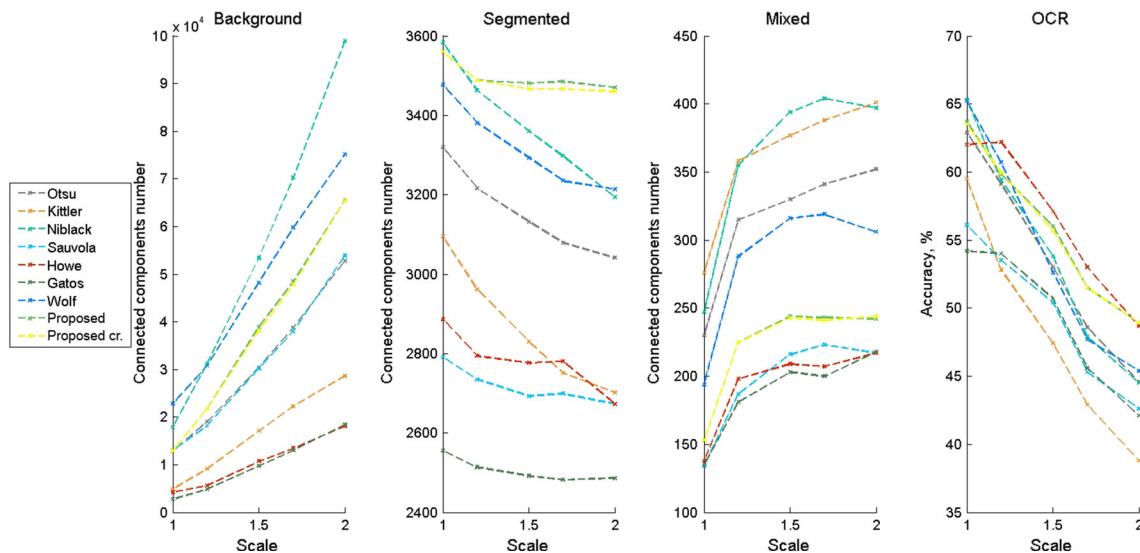 Background
Segmented
Mixed
OCR
x 10⁴
10
9
8
7
6
5
4
3
2
1
0
1
1.5
2
Connected components number
Scale
3600
3400
3200
3000
2800
2600
2400
1
1.5
2
Connected components number
Scale
450
400
350
300
250
200
150
100
1
1.5
2
Connected components number
Scale
70
65
60
55
50
45
40
35
1
1.5
2
Accuracy, %
Scale
Otsu
Kittler
Niblack
Sauvola
Howe
Gatos
Wolf
Proposed
Proposed cr.